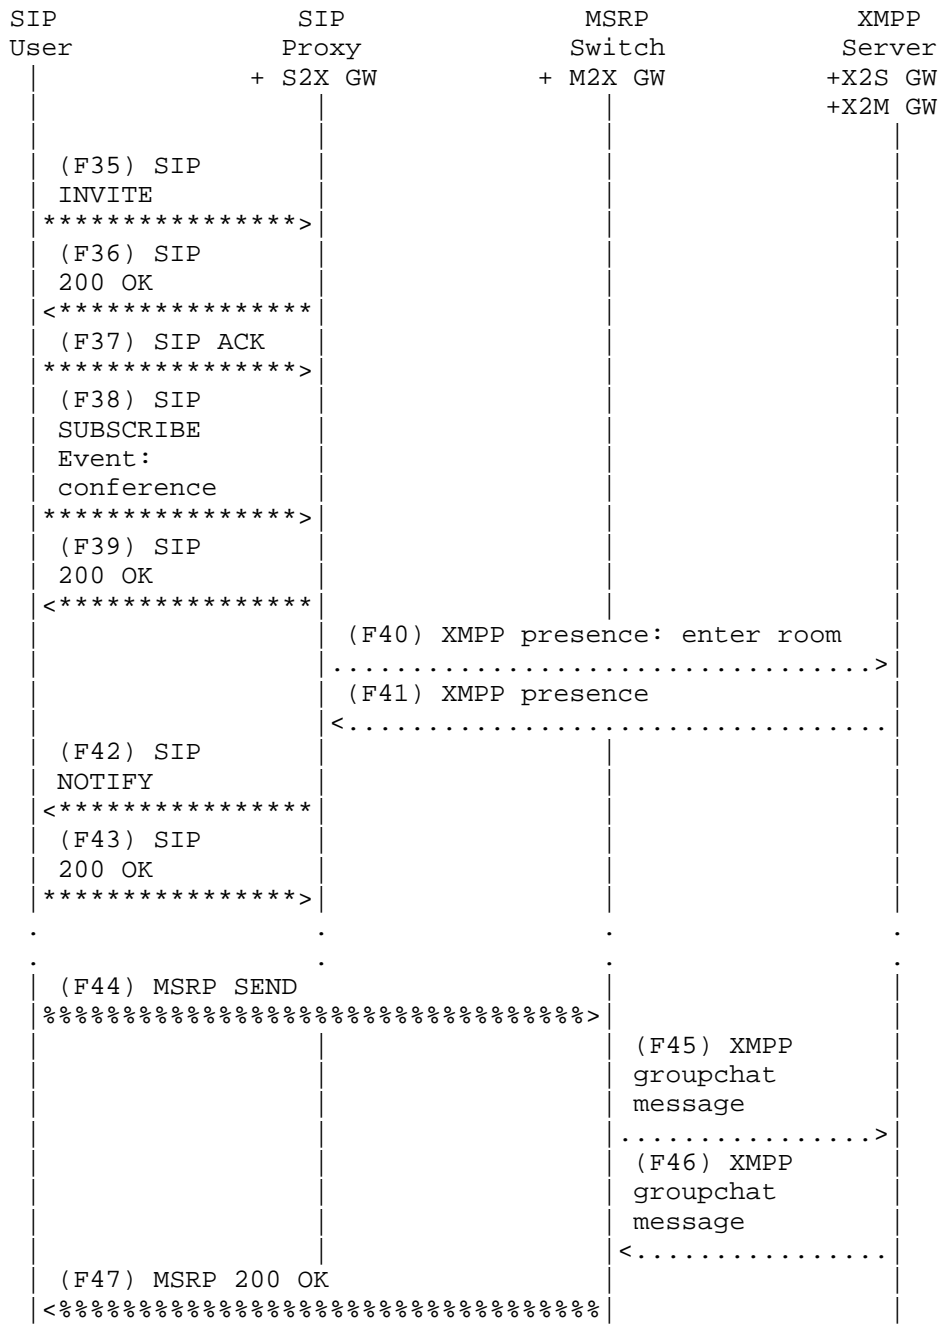 SIP SIP MSRP XMPP
User Proxy Switch Server
| + S2X GW + M2X GW +X2S GW
| | | +X2M GW
| | | |
| (F35) SIP | | |
| INVITE | | |
|****************>| | |
| (F36) SIP | | |
| 200 OK | | |
|<****************| | |
| (F37) SIP ACK | | |
|****************>| | |
| (F38) SIP | | |
| SUBSCRIBE | | |
| Event: | | |
| conference | | |
|****************>| | |
| (F39) SIP | | |
| 200 OK | | |
|<****************| | |
| | (F40) XMPP presence: enter room |
| |..................................>|
| | (F41) XMPP presence |
| |<..................................|
| (F42) SIP | | |
| NOTIFY | | |
|<****************| | |
| (F43) SIP | | |
| 200 OK | | |
|****************>| | |
. . . .
. . . .
| (F44) MSRP SEND | |
|%%%%%%%%%%%%%%%%%%%%%%%%%%%%%%%%%%>| |
| | | (F45) XMPP |
| | | groupchat |
| | | message |
| | |................>|
| | | (F46) XMPP |
| | | groupchat |
| | | message |
| | |<................|
| (F47) MSRP 200 OK | |
|<%%%%%%%%%%%%%%%%%%%%%%%%%%%%%%%%%%| |